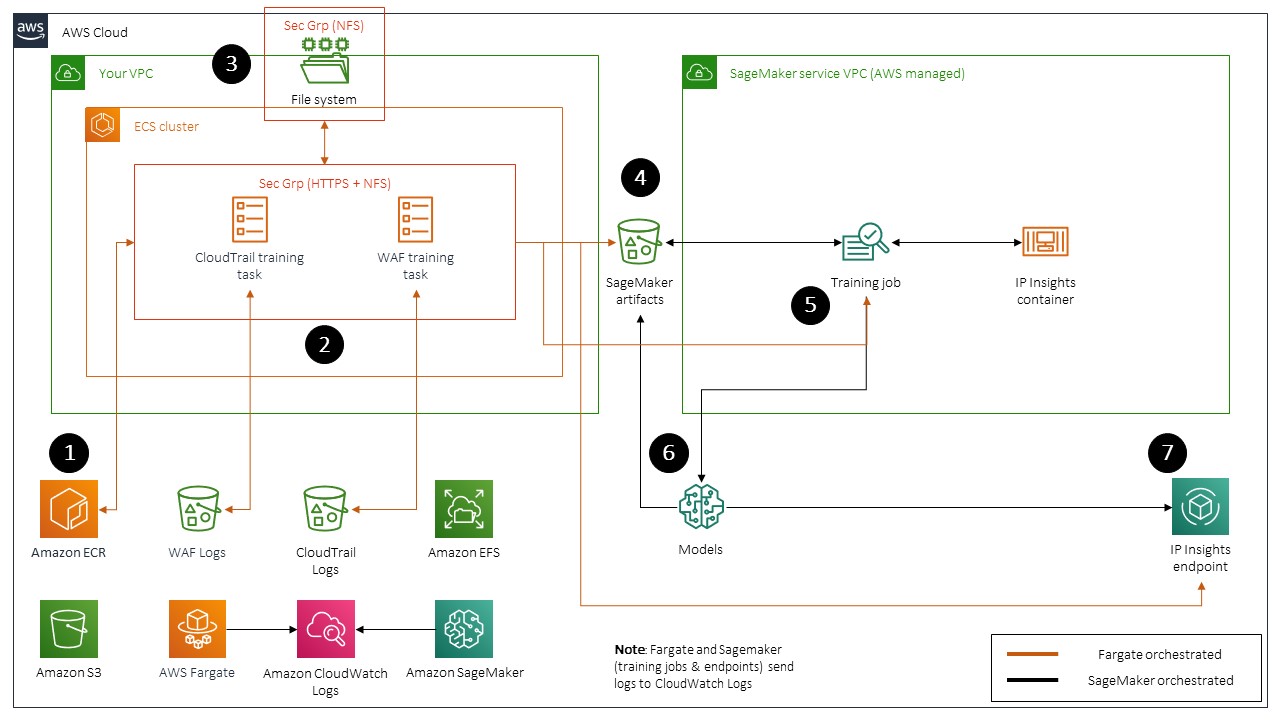 aws
AWS Cloud
Sec Grp (NFS)
File system
3
Your VPC
ECS cluster
Sec Grp (HTTPS + NFS)
CloudTrail training
task
WAF training
task
2
4
SageMaker
artifacts
SageMaker service VPC (AWS managed)
Training job
5
IP Insights
container
1
Amazon ECR
WAF Logs
CloudTrail
Logs
Amazon EFS
6
Models
7
IP Insights
endpoint
Amazon S3
AWS Fargate
Amazon CloudWatch
Logs
Amazon SageMaker
Note: Fargate and Sagemaker
(training jobs & endpoints) send
logs to CloudWatch Logs
Fargate orchestrated
SageMaker orchestrated